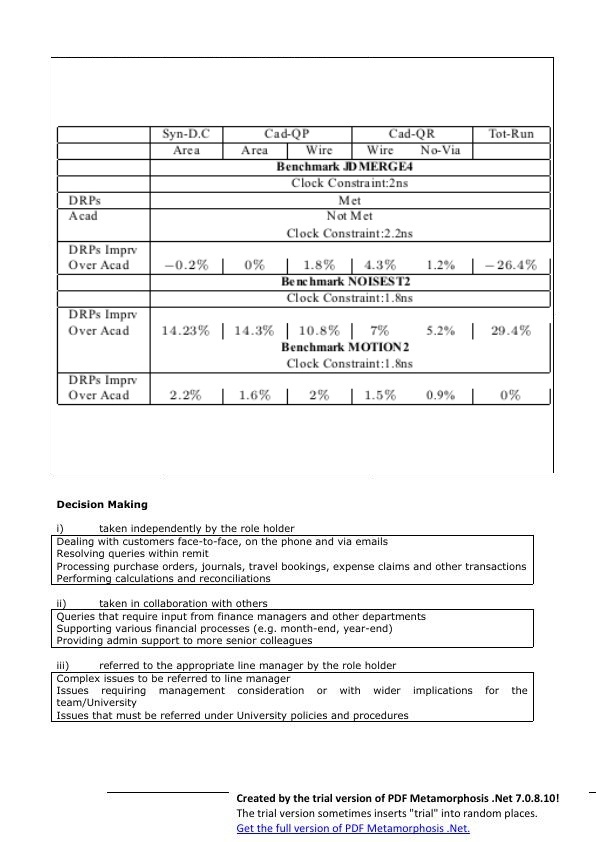 Syn-D.C Cad-QP Cad-QR Tot-Run
Area Area Wire Wire No-Via
Benchmark JDMERGE4
Clock Constraint:2ns
DRPs Met
Acad Not Met
Clock Constraint:2.2ns
DRPs Imprv
Over Acad −0.2% 0% 1.8% 4.3% 1.2% −26.4%
Benchmark NOISEST2
Clock Constraint:1.8ns
DRPs Imprv
Over Acad 14.23% 14.3% 10.8% 7% 5.2% 29.4%
Benchmark MOTION2
Clock Constraint:1.8ns
DRPs Imprv
Over Acad 2.2% 1.6% 2% 1.5% 0.9% 0%
Decision Making
i) taken independently by the role holder
Dealing with customers face-to-face, on the phone and via emails
Resolving queries within remit
Processing purchase orders, journals, travel bookings, expense claims and other transactions
Performing calculations and reconciliations
ii) taken in collaboration with others
Queries that require input from finance managers and other departments
Supporting various financial processes (e.g. month-end, year-end)
Providing admin support to more senior colleagues
iii) referred to the appropriate line manager by the role holder
Complex issues to be referred to line manager
Issues requiring management consideration or with wider implications for the
team/University
Issues that must be referred under University policies and procedures
Created by the trial version of PDF Metamorphosis .Net 7.0.8.10!
The trial version sometimes inserts "trial" into random places.
Get the full version of PDF Metamorphosis .Net.